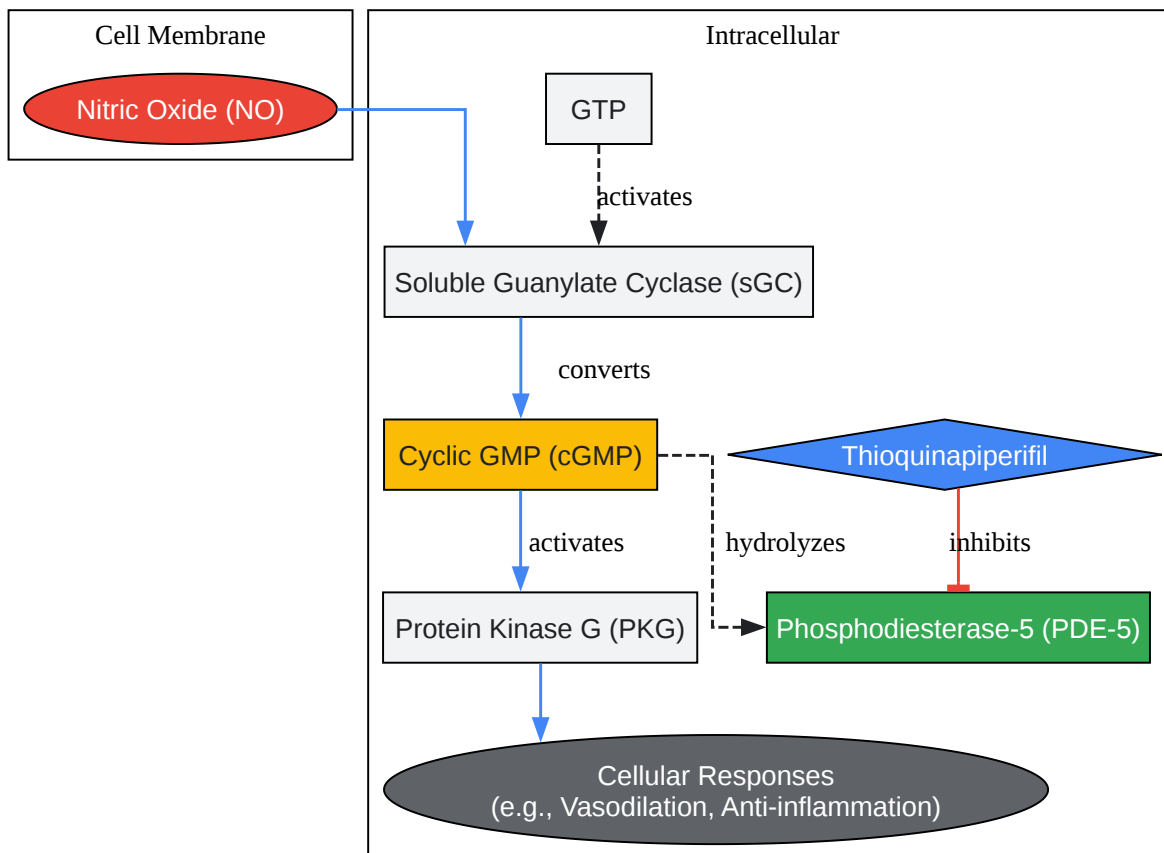 Cell Membrane
Intracellular
Nitric Oxide (NO)
GTP
activates
Soluble Guanylate Cyclase (sGC)
converts
Cyclic GMP (cGMP)
Thioquinapiperifil
activates
hydrolyzes
inhibits
Protein Kinase G (PKG)
Phosphodiesterase-5 (PDE-5)
Cellular Responses
(e.g., Vasodilation, Anti-inflammation)